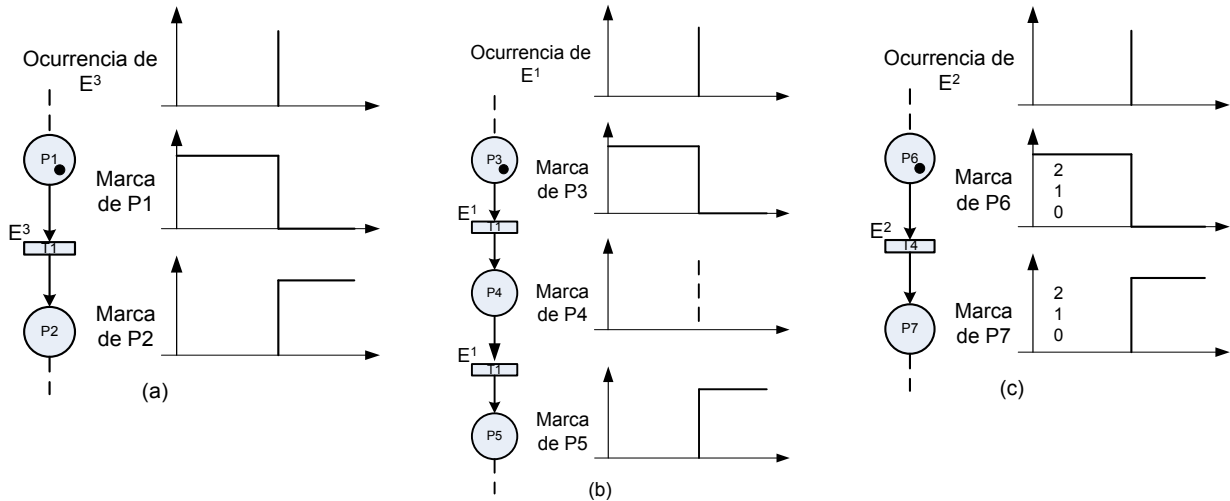 Ocurrencia de
E³
P1
Marca
de P1
E³
T1
P2
Marca
de P2
(a)
Ocurrencia de
E¹
P3
Marca
de P3
E¹
T1
P4
Marca
de P4
E¹
T1
P5
Marca
de P5
(b)
Ocurrencia de
E²
P6
Marca
de P6
2
1
0
E²
T4
P7
Marca
de P7
2
1
0
(c)